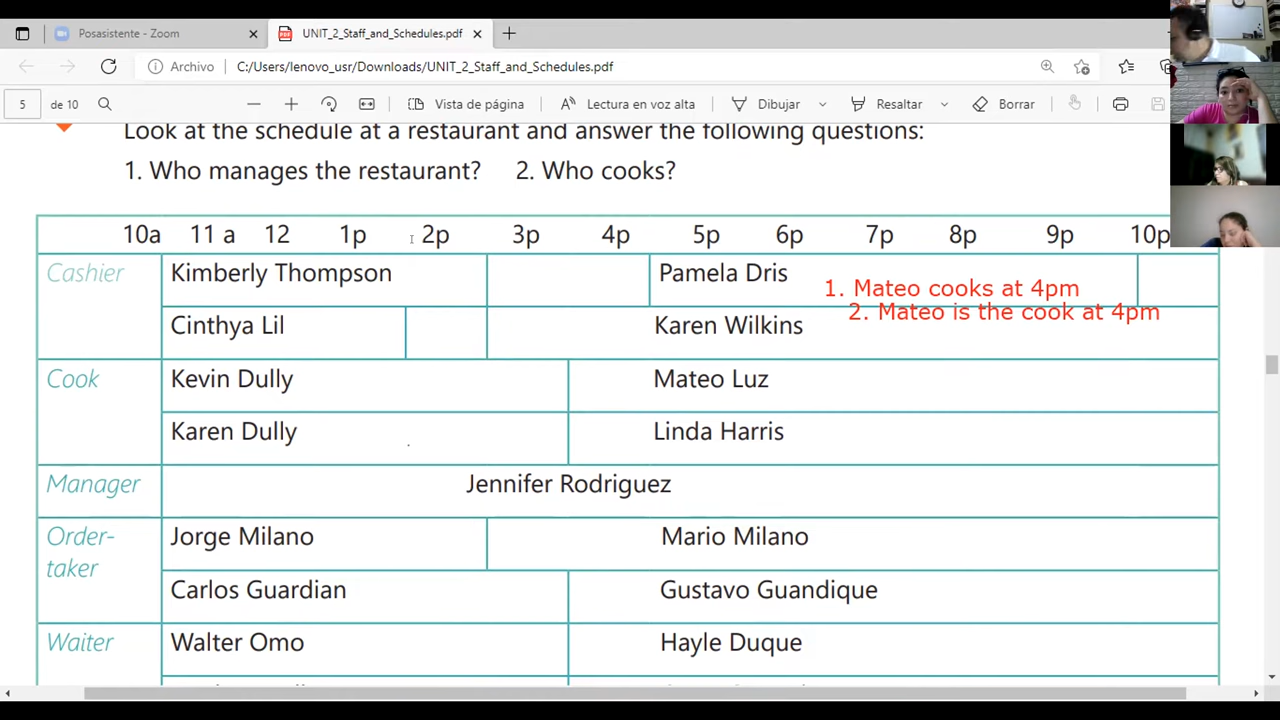 Posasistente - Zoom
UNIT_2_Staff_and_Schedules.pdf
Archivo C:/Users/lenovo_usr/Downloads/UNIT_2_Staff_and_Schedules.pdf
5 de 10 Vista de página Lectura en voz alta Dibujar Resaltar Borrar
Look at the schedule at a restaurant and answer the following questions:
1. Who manages the restaurant? 2. Who cooks?
10a 11 a 12 1p 2p 3p 4p 5p 6p 7p 8p 9p 10p
Cashier Kimberly Thompson Pamela Dris
1. Mateo cooks at 4pm
2. Mateo is the cook at 4pm
Cinthya Lil Karen Wilkins
Cook Kevin Dully Mateo Luz
Karen Dully Linda Harris
Manager Jennifer Rodriguez
Order-
taker
Jorge Milano Mario Milano
Carlos Guardian Gustavo Guandique
Waiter Walter Omo Hayle Duque